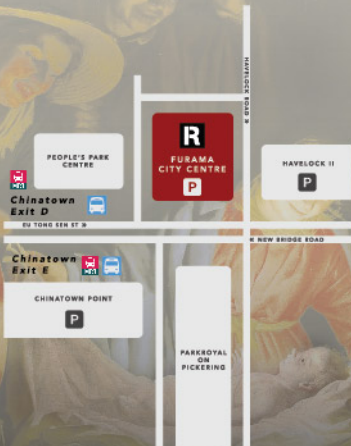 HAVELOCK ROAD
R
FURAMA
CITY CENTRE
P
PEOPLE'S PARK
CENTRE
HAVELOCK II
P
Chinatown
Exit D
EU TONG SEN ST
NEW BRIDGE ROAD
Chinatown
Exit E
CHINATOWN POINT
P
PARKROYAL
ON
PICKERING